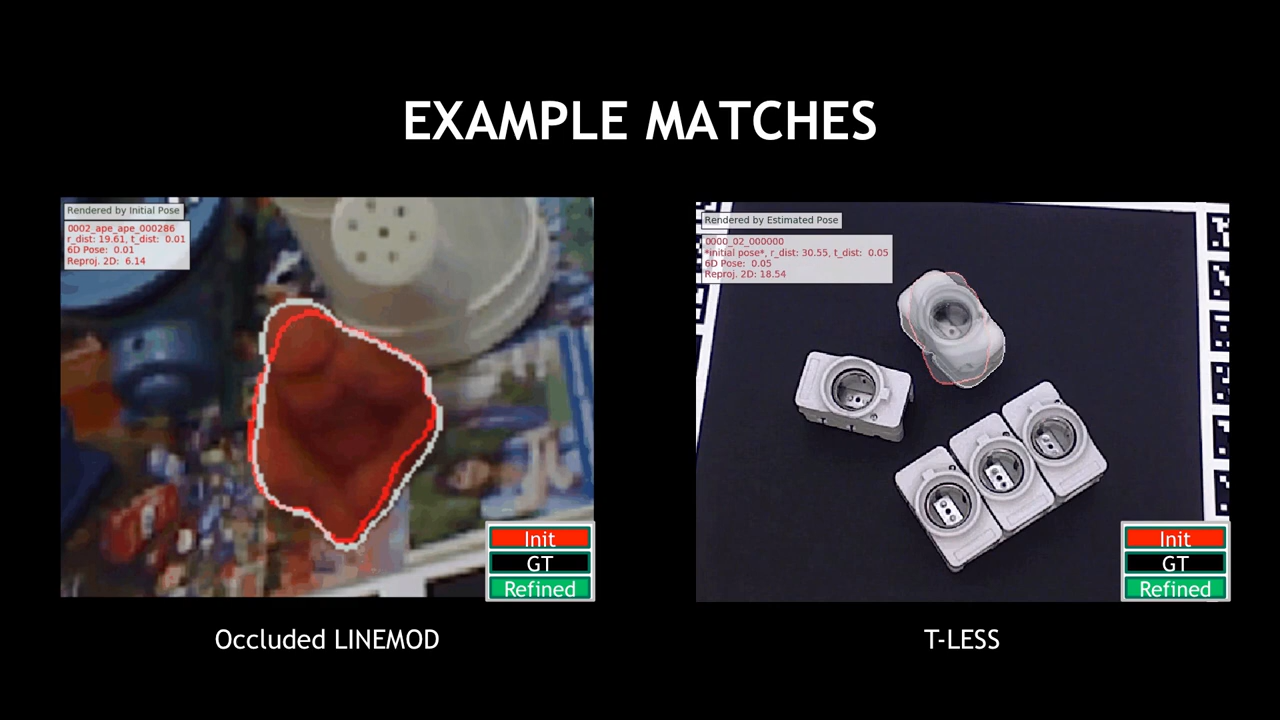 EXAMPLE MATCHES
Rendered by Initial Pose
0002_ape_ape_000286
r_dist: 19.61, t_dist: 0.01
6D Pose: 0.01
Reproj. 2D: 6.14
Init
GT
Refined
Occluded LINEMOD
Rendered by Estimated Pose
0000_02_000000
*initial pose*, r_dist: 30.55, t_dist: 0.05
6D Pose: 0.05
Reproj. 2D: 18.54
Init
GT
Refined
T-LESS